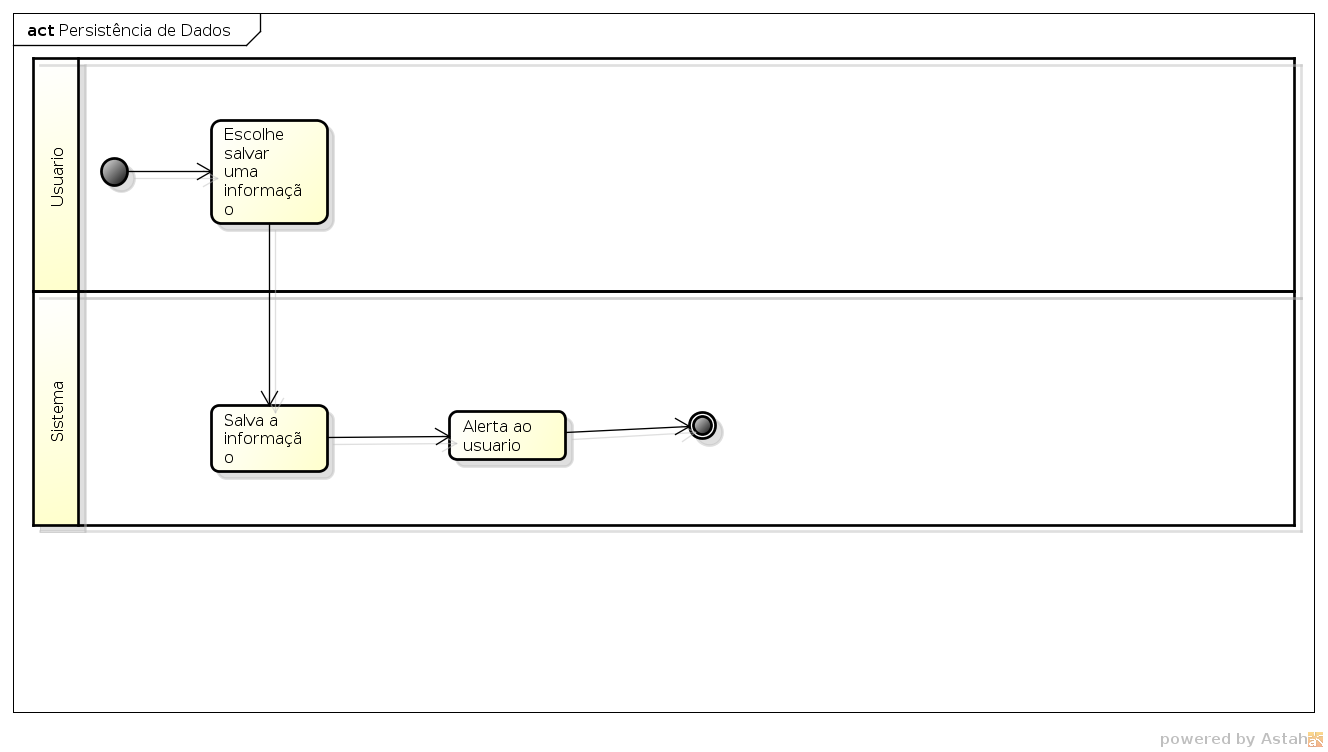 act Persistência de Dados
Usuario
Escolhe
salvar
uma
informaçã
o
Sistema
Salva a
informaçã
o
Alerta ao
usuario
powered by Astah